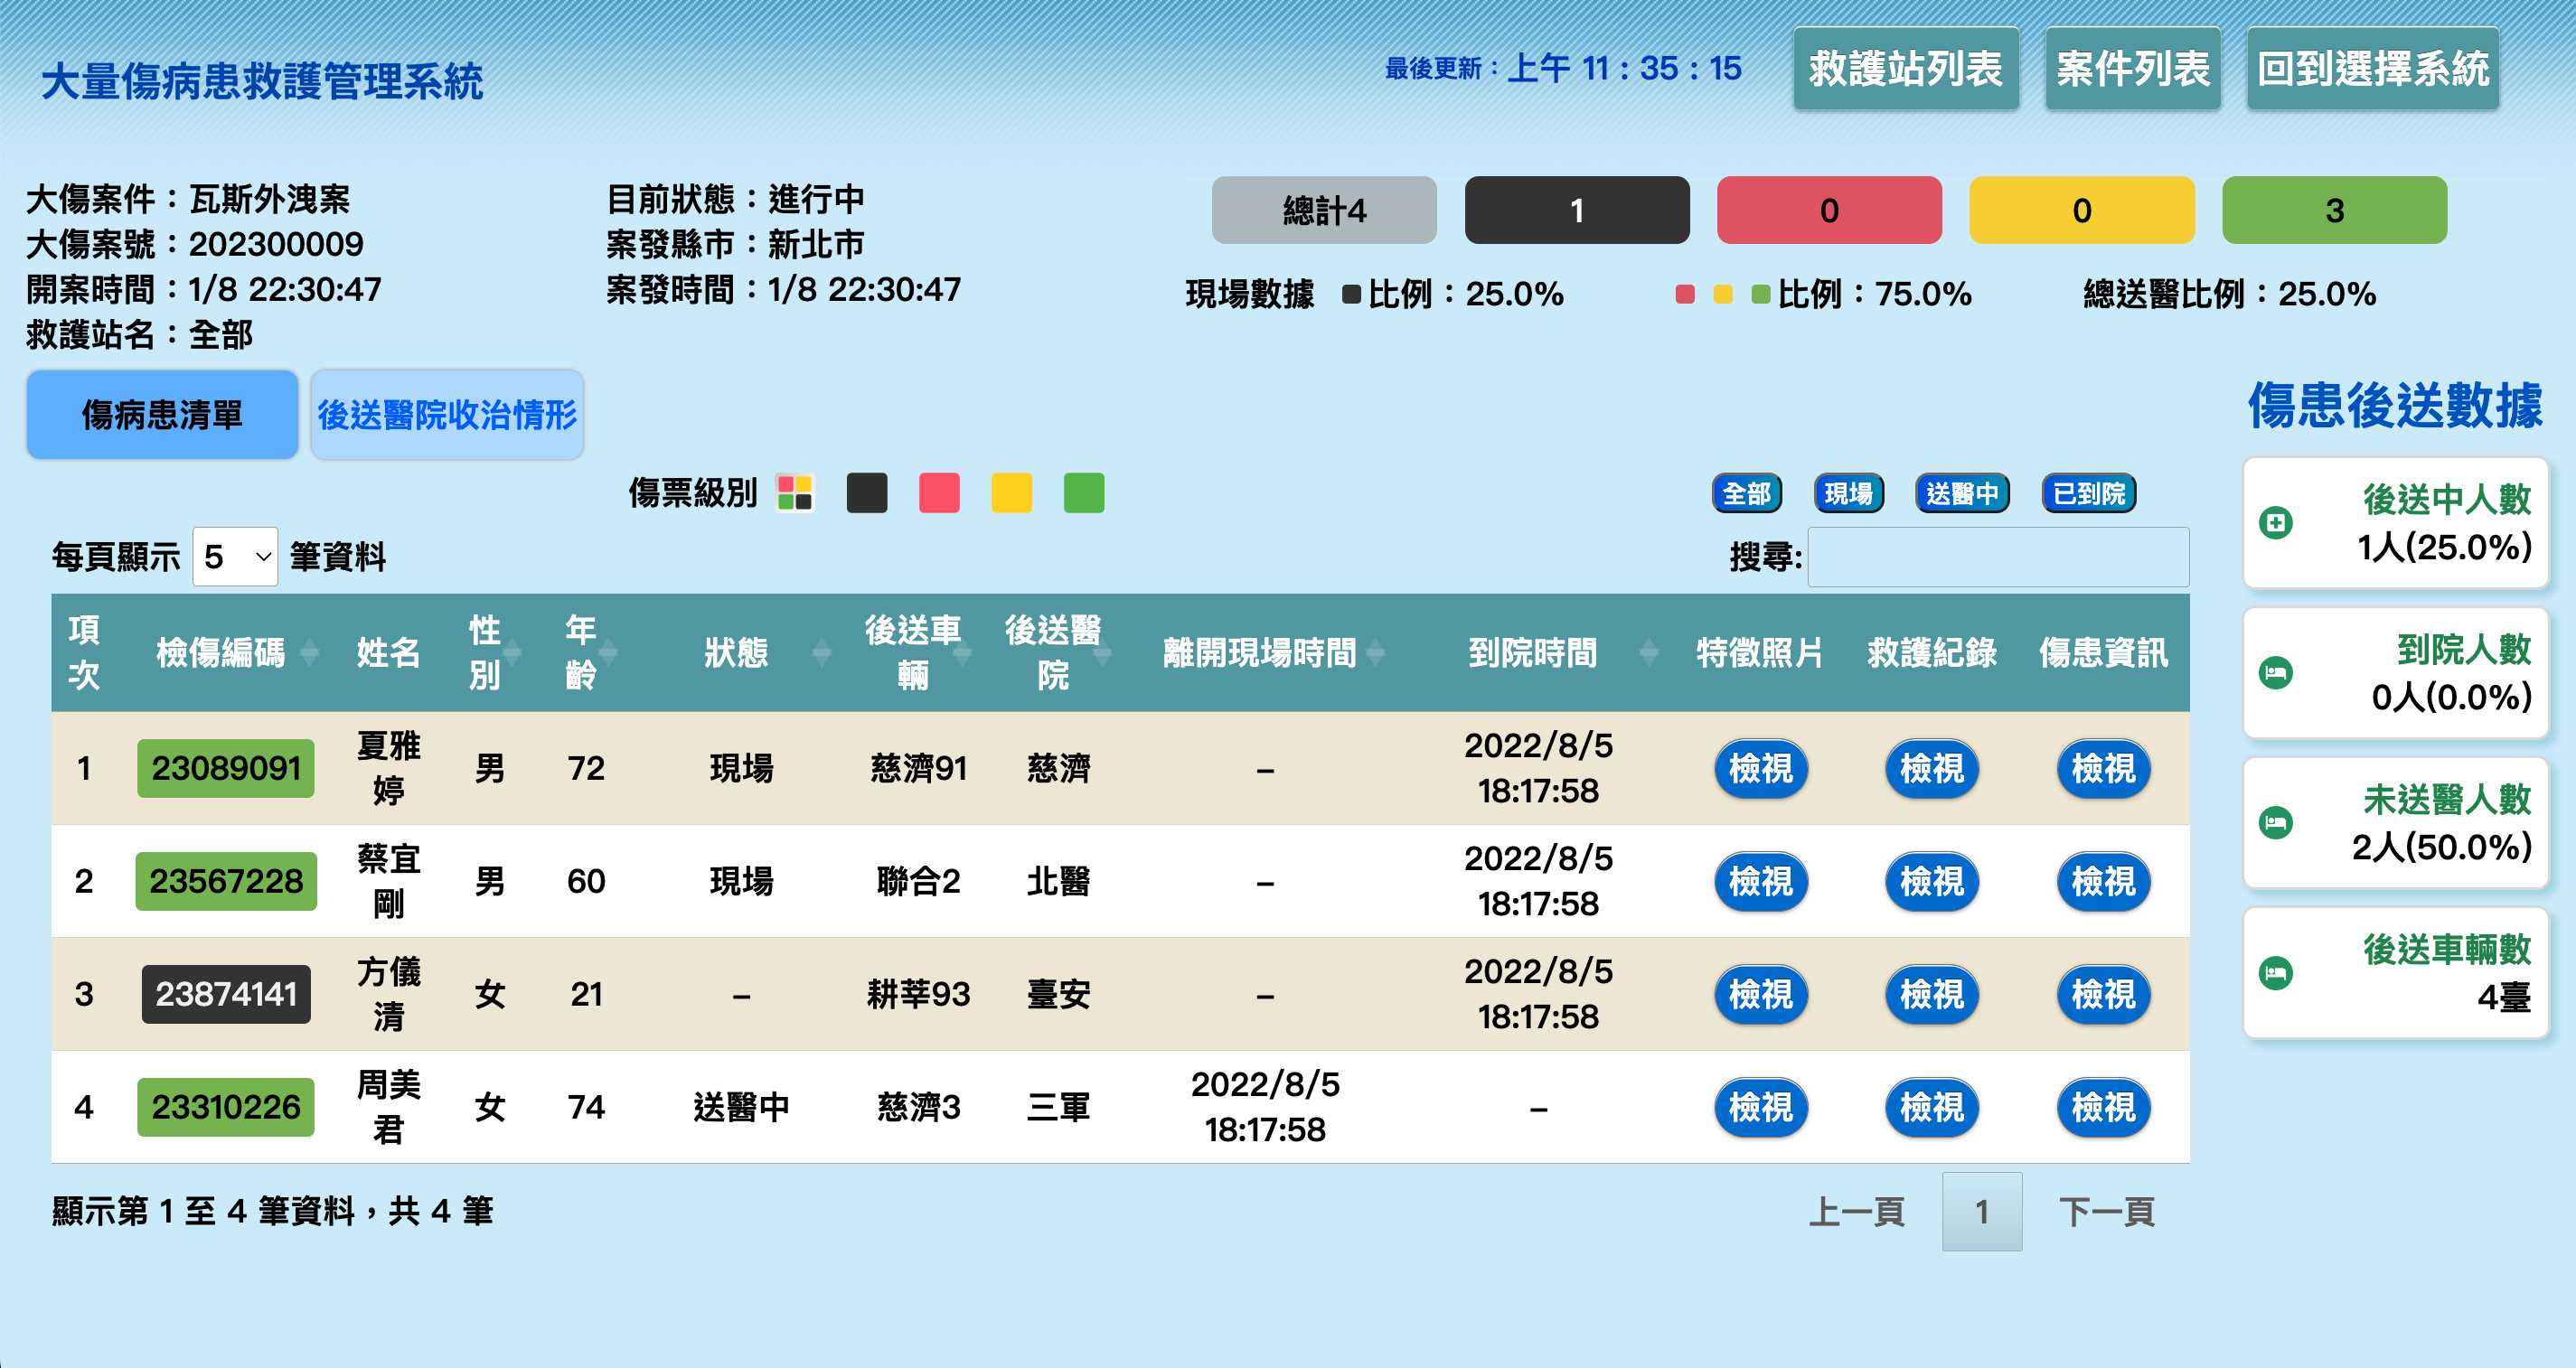 大量傷病患救護管理系統
最後更新：上午 11：35：15
救護站列表
案件列表
回到選擇系統
大傷案件：瓦斯外洩案
大傷案號：202300009
開案時間：1/8 22:30:47
救護站名：全部
目前狀態：進行中
案發縣市：新北市
案發時間：1/8 22:30:47
總計4
1
0
0
3
現場數據 比例：25.0% 比例：75.0% 總送醫比例：25.0%
傷病患清單
後送醫院收治情形
傷票級別
全部 現場 送醫中 已到院
每頁顯示 5 筆資料
搜尋:
項次 檢傷編碼 姓名 性別 年齡 狀態 後送車輛 後送醫院 離開現場時間 到院時間 特徵照片 救護紀錄 傷患資訊
1 23089091 夏雅婷 男 72 現場 慈濟91 慈濟 – 2022/8/5 18:17:58 檢視 檢視 檢視
2 23567228 蔡宜剛 男 60 現場 聯合2 北醫 – 2022/8/5 18:17:58 檢視 檢視 檢視
3 23874141 方儀清 女 21 – 耕莘93 臺安 – 2022/8/5 18:17:58 檢視 檢視 檢視
4 23310226 周美君 女 74 送醫中 慈濟3 三軍 2022/8/5 18:17:58 – 檢視 檢視 檢視
顯示第 1 至 4 筆資料，共 4 筆
上一頁 1 下一頁
傷患後送數據
後送中人數
1人(25.0%)
到院人數
0人(0.0%)
未送醫人數
2人(50.0%)
後送車輛數
4臺